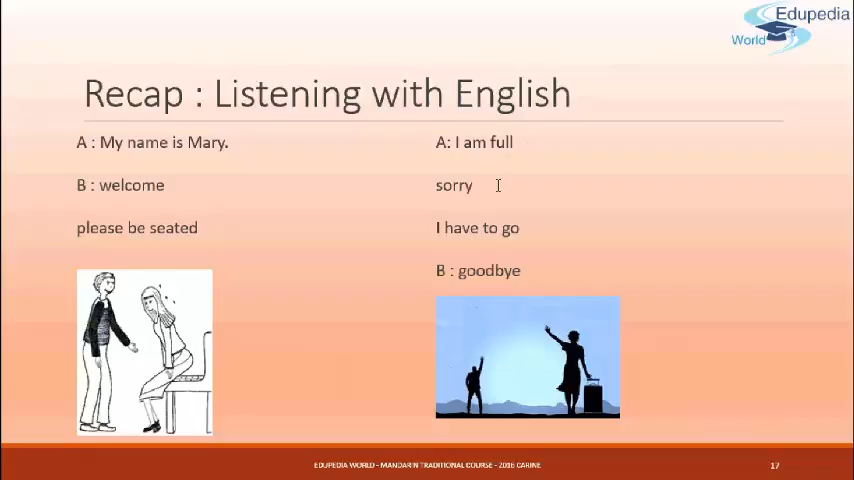 Edupedia
World
Recap : Listening with English
A : My name is Mary.
B : welcome
please be seated
A: I am full
sorry
I have to go
B : goodbye
EDUPEDIA WORLD - MANDARIN TRADITIONAL COURSE - 2016 CARINE
17